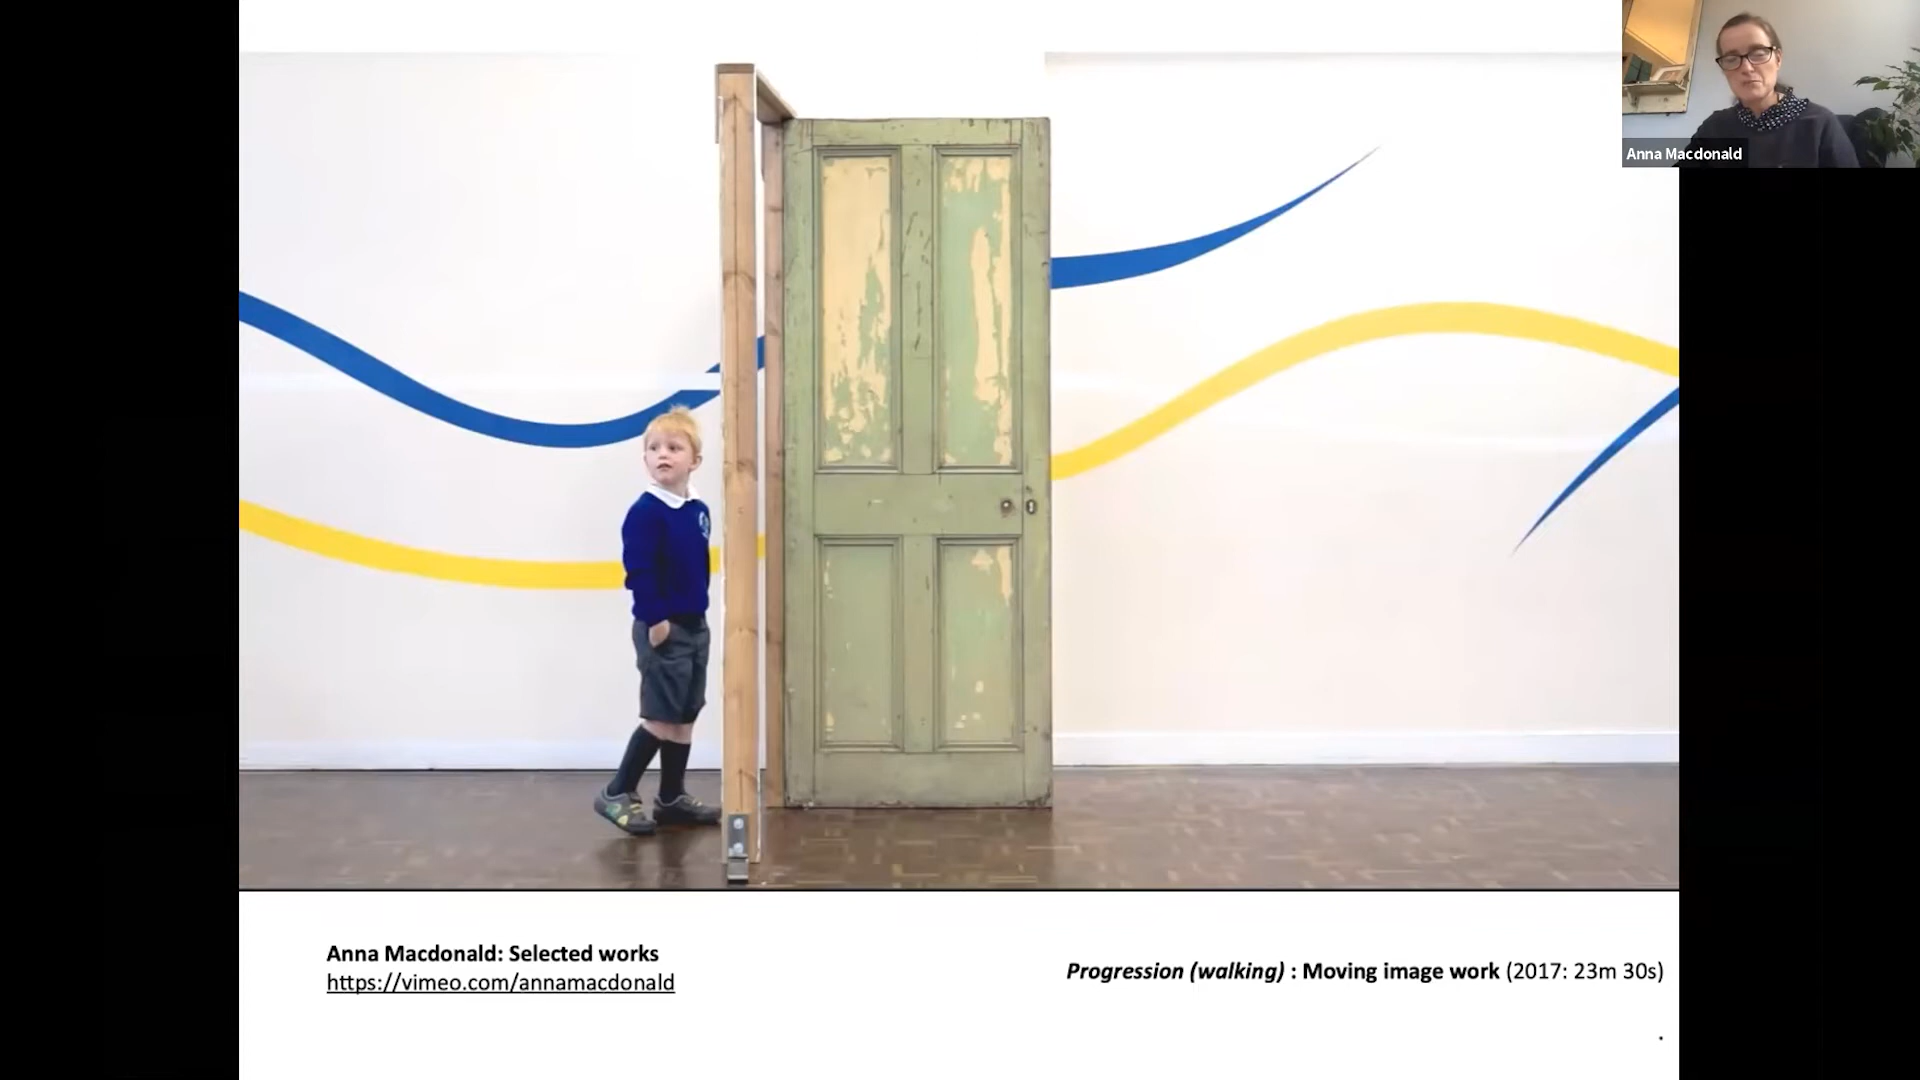 Anna Macdonald
Anna Macdonald: Selected works
https://vimeo.com/annamacdonald
Progression (walking) : Moving image work (2017: 23m 30s)
.